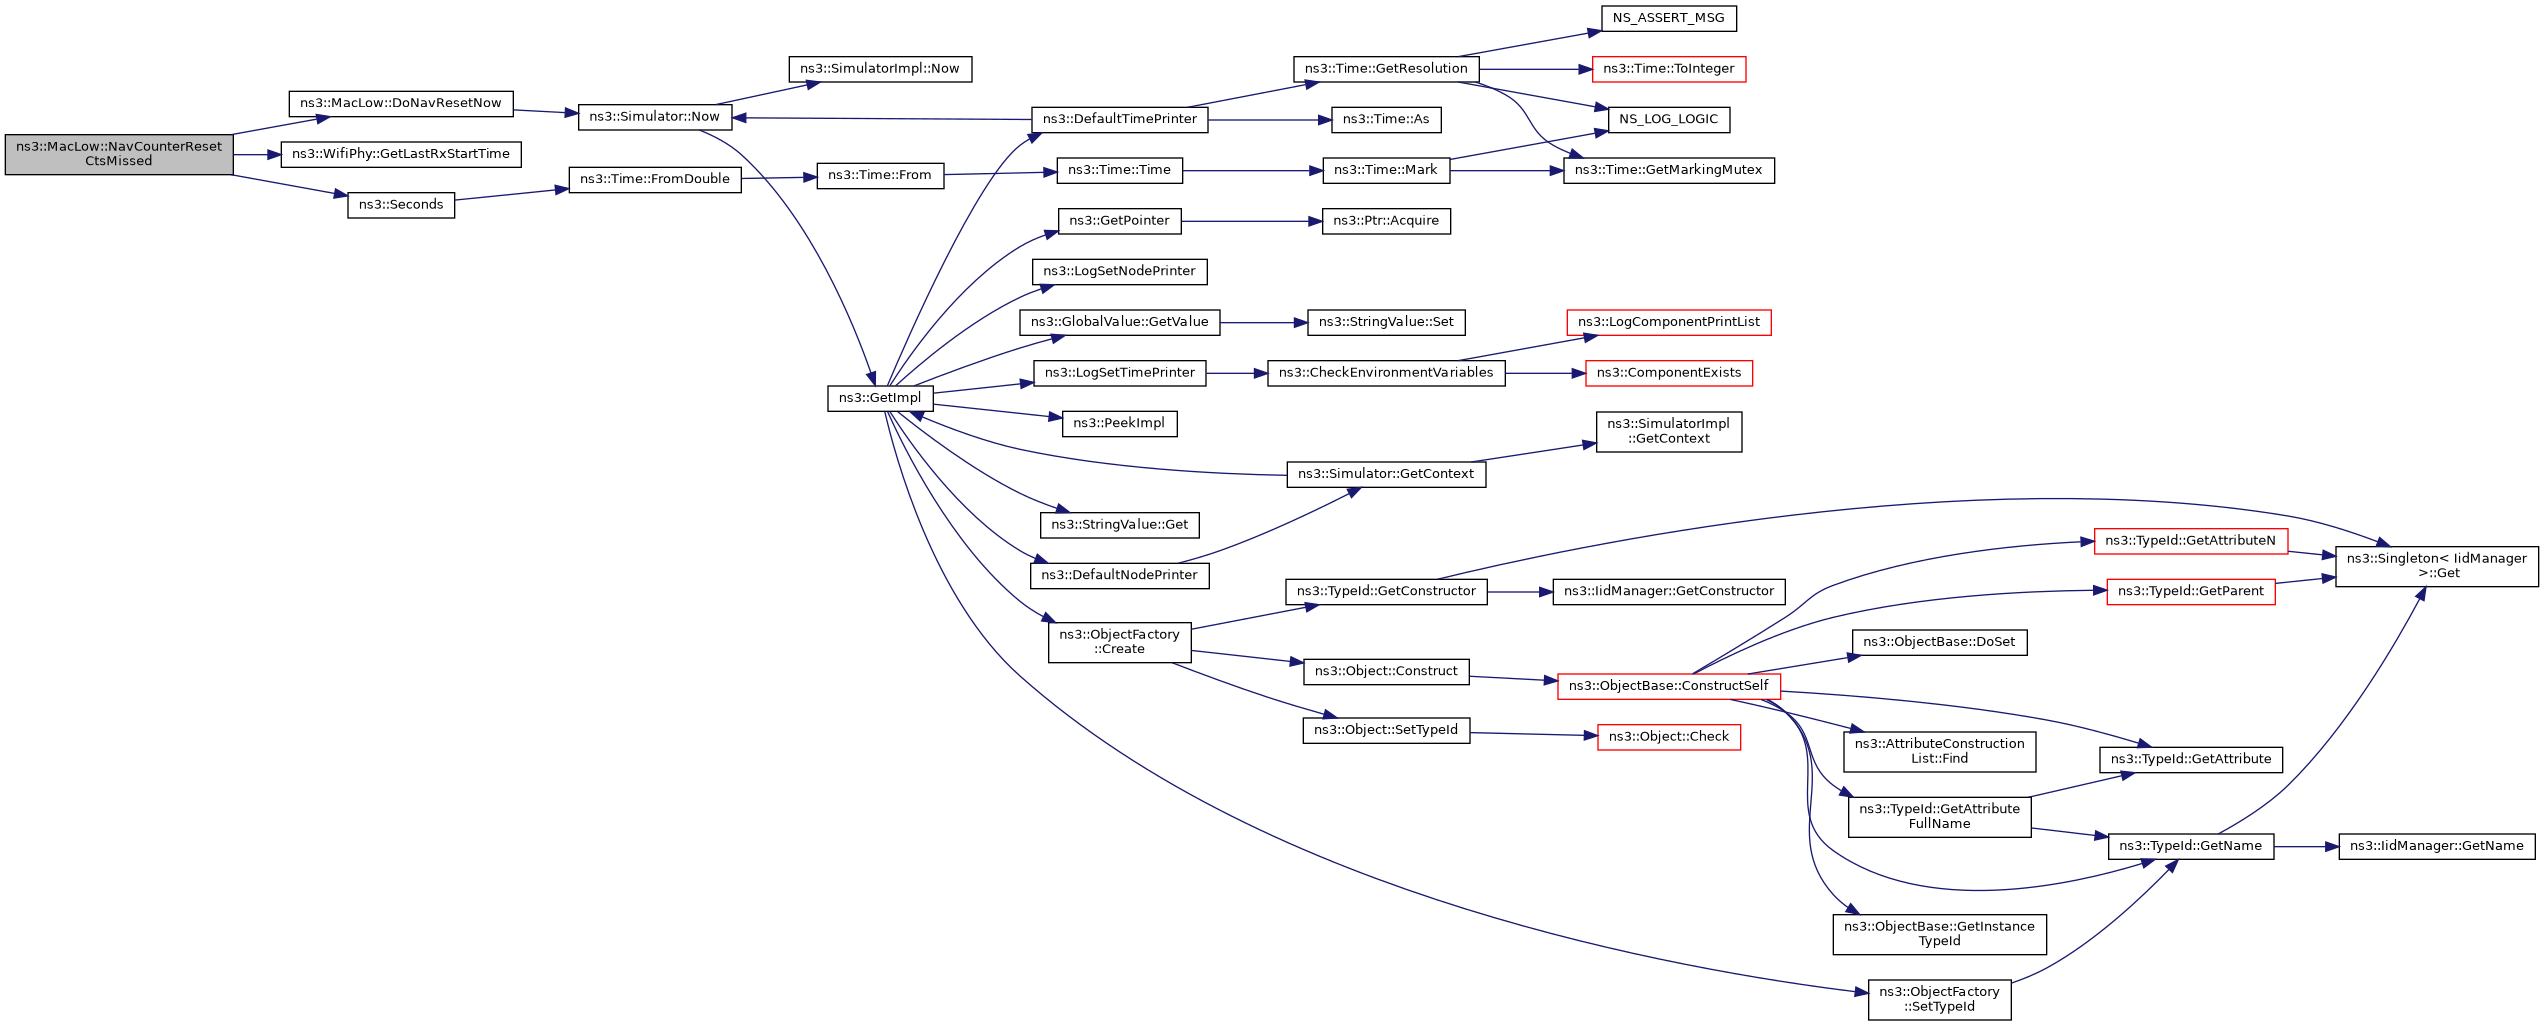 NS_ASSERT_MSG
ns3::SimulatorImpl::Now
ns3::Time::GetResolution
ns3::Time::ToInteger
ns3::MacLow::DoNavResetNow
ns3::Simulator::Now
ns3::DefaultTimePrinter
ns3::Time::As
NS_LOG_LOGIC
ns3::MacLow::NavCounterReset
CtsMissed
ns3::WifiPhy::GetLastRxStartTime
ns3::Time::FromDouble
ns3::Time::From
ns3::Time::Time
ns3::Time::Mark
ns3::Time::GetMarkingMutex
ns3::Seconds
ns3::GetPointer
ns3::Ptr::Acquire
ns3::LogSetNodePrinter
ns3::GlobalValue::GetValue
ns3::StringValue::Set
ns3::LogComponentPrintList
ns3::LogSetTimePrinter
ns3::CheckEnvironmentVariables
ns3::ComponentExists
ns3::GetImpl
ns3::PeekImpl
ns3::SimulatorImpl
::GetContext
ns3::Simulator::GetContext
ns3::StringValue::Get
ns3::DefaultNodePrinter
ns3::TypeId::GetAttributeN
ns3::Singleton< IidManager
>::Get
ns3::TypeId::GetConstructor
ns3::IidManager::GetConstructor
ns3::TypeId::GetParent
ns3::ObjectFactory
::Create
ns3::ObjectBase::DoSet
ns3::Object::Construct
ns3::ObjectBase::ConstructSelf
ns3::Object::SetTypeId
ns3::Object::Check
ns3::AttributeConstruction
List::Find
ns3::TypeId::GetAttribute
ns3::TypeId::GetAttribute
FullName
ns3::TypeId::GetName
ns3::IidManager::GetName
ns3::ObjectBase::GetInstance
TypeId
ns3::ObjectFactory
::SetTypeId